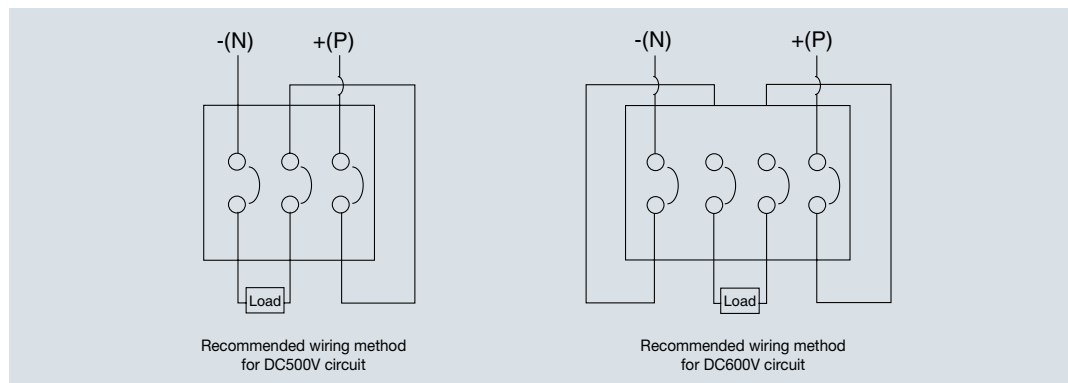 -(N) +(P)
Load
Recommended wiring method
for DC500V circuit
-(N) +(P)
Load
Recommended wiring method
for DC600V circuit